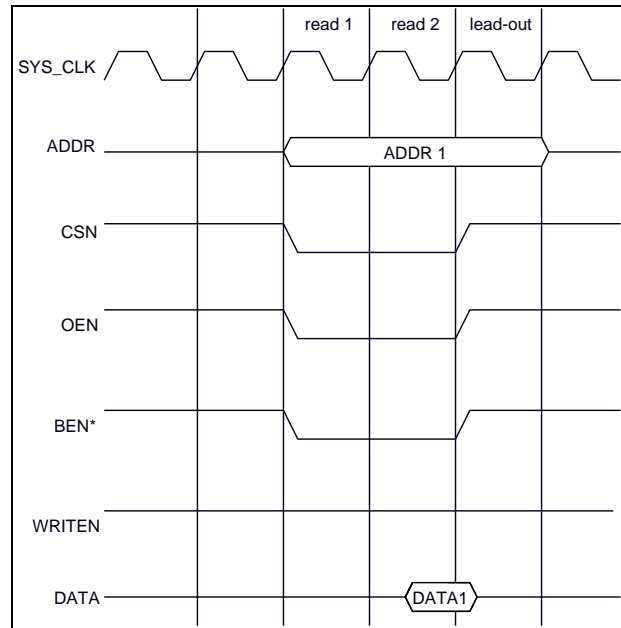 read 1 read 2 lead-out
SYS_CLK
ADDR ADDR 1
CSN
OEN
BEN*
WRITEN
DATA DATA1